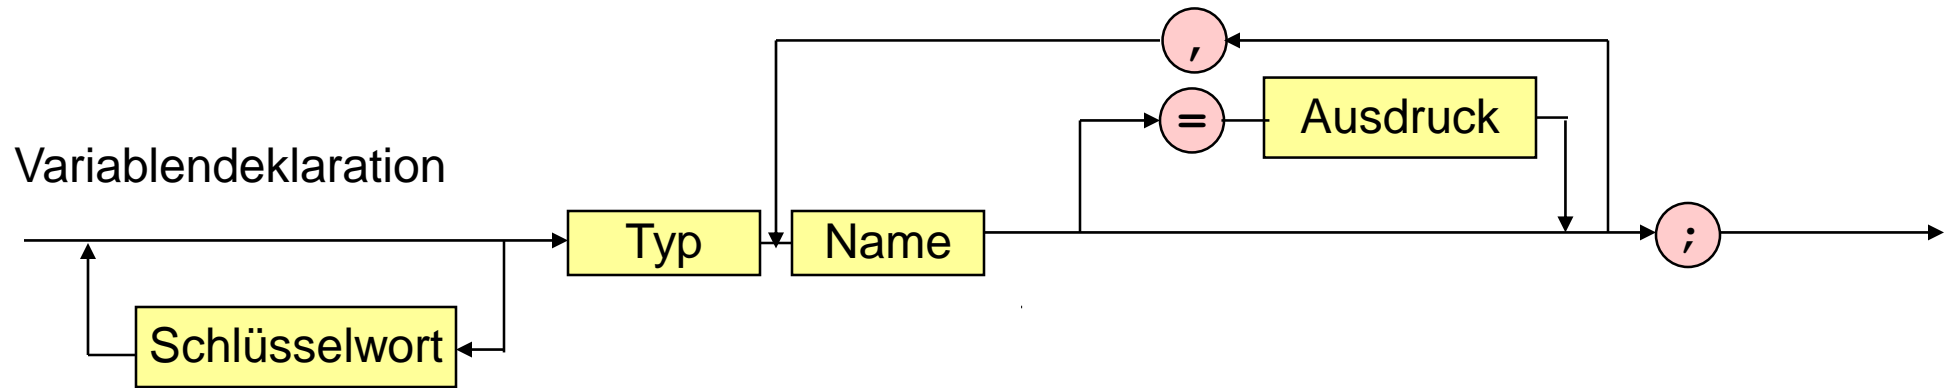 ,
= Ausdruck
Variablendeklaration
Typ Name ;
Schlüsselwort